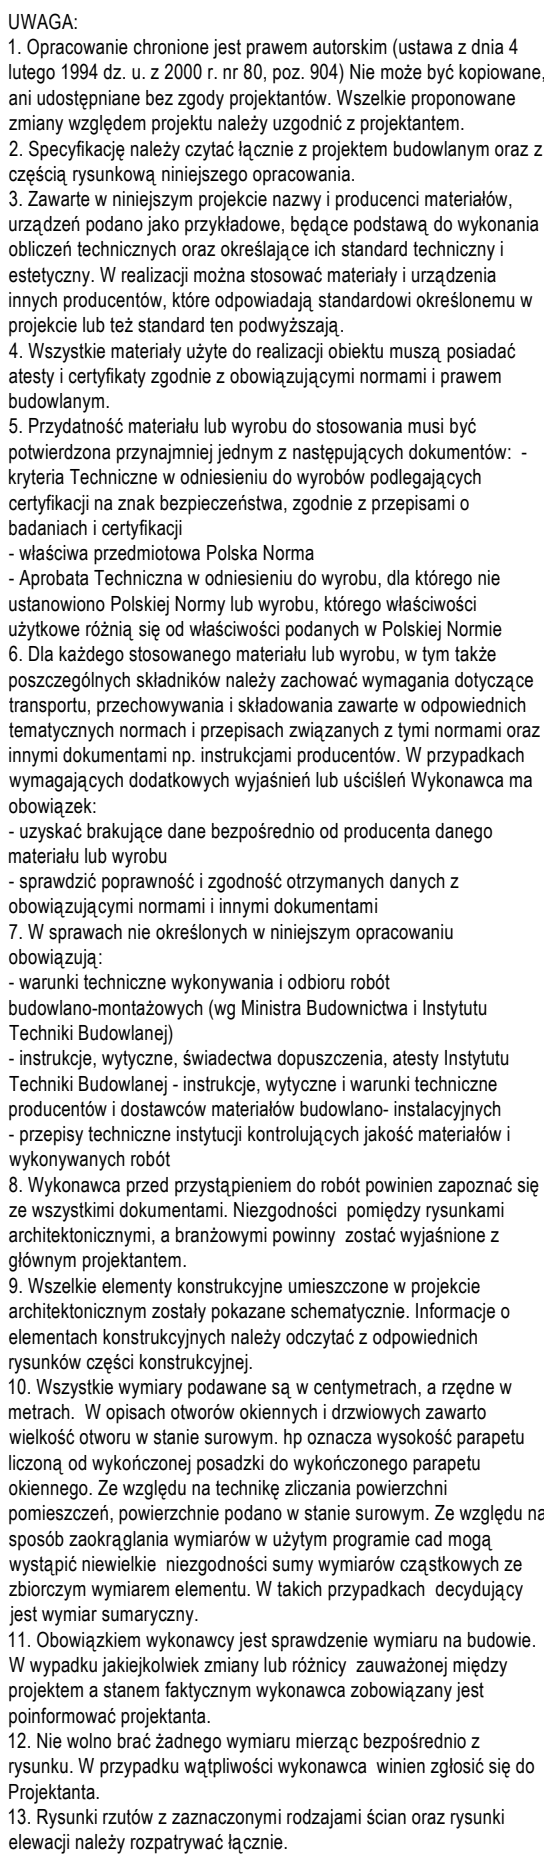 UWAGA:
1. Opracowanie chronione jest prawem autorskim (ustawa z dnia 4
lutego 1994 dz. u. z 2000 r. nr 80, poz. 904) Nie może być kopiowane,
ani udostępniane bez zgody projektantów. Wszelkie proponowane
zmiany względem projektu należy uzgodnić z projektantem.
2. Specyfikację należy czytać łącznie z projektem budowlanym oraz z
częścią rysunkową niniejszego opracowania.
3. Zawarte w niniejszym projekcie nazwy i producenci materiałów,
urządzeń podano jako przykładowe, będące podstawą do wykonania
obliczeń technicznych oraz określające ich standard techniczny i
estetyczny. W realizacji można stosować materiały i urządzenia
innych producentów, które odpowiadają standardowi określonemu w
projekcie lub też standard ten podwyższają.
4. Wszystkie materiały użyte do realizacji obiektu muszą posiadać
atesty i certyfikaty zgodnie z obowiązującymi normami i prawem
budowlanym.
5. Przydatność materiału lub wyrobu do stosowania musi być
potwierdzona przynajmniej jednym z następujących dokumentów:  -
kryteria Techniczne w odniesieniu do wyrobów podlegających
certyfikacji na znak bezpieczeństwa, zgodnie z przepisami o
badaniach i certyfikacji
- właściwa przedmiotowa Polska Norma
- Aprobata Techniczna w odniesieniu do wyrobu, dla którego nie
ustanowiono Polskiej Normy lub wyrobu, którego właściwości
użytkowe różnią się od właściwości podanych w Polskiej Normie
6. Dla każdego stosowanego materiału lub wyrobu, w tym także
poszczególnych składników należy zachować wymagania dotyczące
transportu, przechowywania i składowania zawarte w odpowiednich
tematycznych normach i przepisach związanych z tymi normami oraz
innymi dokumentami np. instrukcjami producentów. W przypadkach
wymagających dodatkowych wyjaśnień lub uściśleń Wykonawca ma
obowiązek:
- uzyskać brakujące dane bezpośrednio od producenta danego
materiału lub wyrobu
- sprawdzić poprawność i zgodność otrzymanych danych z
obowiązującymi normami i innymi dokumentami
7. W sprawach nie określonych w niniejszym opracowaniu
obowiązują:
- warunki techniczne wykonywania i odbioru robót
budowlano-montażowych (wg Ministra Budownictwa i Instytutu
Techniki Budowlanej)
- instrukcje, wytyczne, świadectwa dopuszczenia, atesty Instytutu
Techniki Budowlanej - instrukcje, wytyczne i warunki techniczne
producentów i dostawców materiałów budowlano- instalacyjnych
- przepisy techniczne instytucji kontrolujących jakość materiałów i
wykonywanych robót
8. Wykonawca przed przystąpieniem do robót powinien zapoznać się
ze wszystkimi dokumentami. Niezgodności  pomiędzy rysunkami
architektonicznymi, a branżowymi powinny  zostać wyjaśnione z
głównym projektantem.
9. Wszelkie elementy konstrukcyjne umieszczone w projekcie
architektonicznym zostały pokazane schematycznie. Informacje o
elementach konstrukcyjnych należy odczytać z odpowiednich
rysunków części konstrukcyjnej.
10. Wszystkie wymiary podawane są w centymetrach, a rzędne w
metrach.  W opisach otworów okiennych i drzwiowych zawarto
wielkość otworu w stanie surowym. hp oznacza wysokość parapetu
liczoną od wykończonej posadzki do wykończonego parapetu
okiennego. Ze względu na technikę zliczania powierzchni
pomieszczeń, powierzchnie podano w stanie surowym. Ze względu na
sposób zaokrąglania wymiarów w użytym programie cad mogą
wystąpić niewielkie  niezgodności sumy wymiarów cząstkowych ze
zbiorczym wymiarem elementu. W takich przypadkach  decydujący
jest wymiar sumaryczny.
11. Obowiązkiem wykonawcy jest sprawdzenie wymiaru na budowie.
W wypadku jakiejkolwiek zmiany lub różnicy  zauważonej między
projektem a stanem faktycznym wykonawca zobowiązany jest
poinformować projektanta.
12. Nie wolno brać żadnego wymiaru mierząc bezpośrednio z
rysunku. W przypadku wątpliwości wykonawca  winien zgłosić się do
Projektanta.
13. Rysunki rzutów z zaznaczonymi rodzajami ścian oraz rysunki
elewacji należy rozpatrywać łącznie.